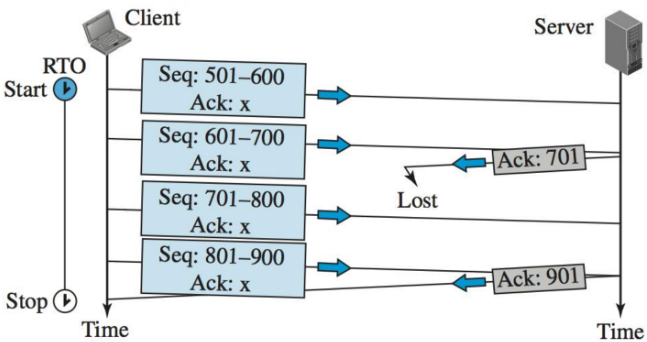 Client
Server
RTO
Start
Seq: 501–600
Ack: x
Seq: 601–700
Ack: x
Ack: 701
Lost
Seq: 701–800
Ack: x
Seq: 801–900
Ack: x
Ack: 901
Stop
Time
Time